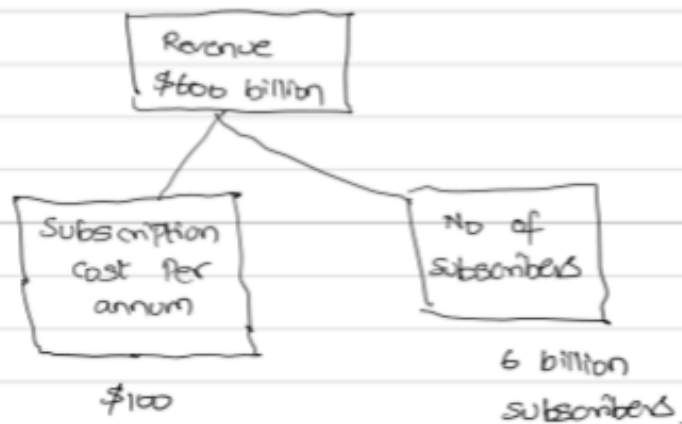 Revenue
$600 billion
Subscription
cost Per
annum
No of
subscribers
$100
6 billion
subscribers